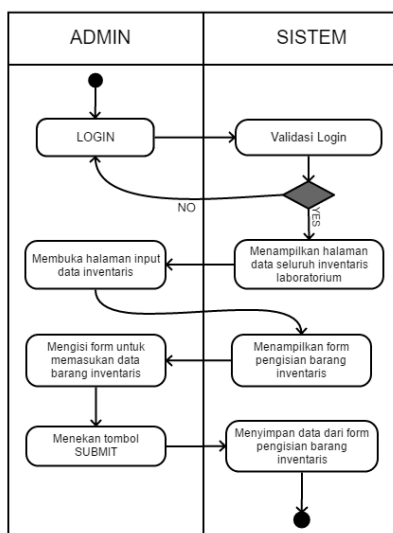 ADMIN
SISTEM
LOGIN
Validasi Login
NO
YES
Membuka halaman input
data inventaris
Menampilkan halaman
data seluruh inventaris
laboratorium
Mengisi form untuk
memasukan data
barang inventaris
Menampilkan form
pengisian barang
inventaris
Menekan tombol
SUBMIT
Menyimpan data dari form
pengisian barang
inventaris